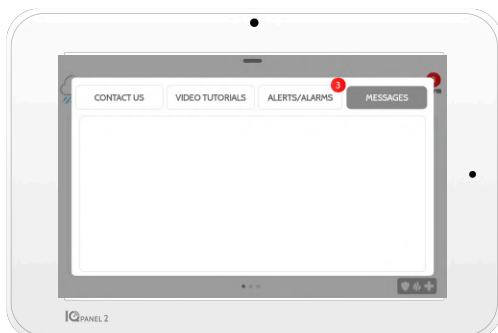 3
CONTACT US
VIDEO TUTORIALS
ALERTS/ALARMS
MESSAGES
IQ PANEL 2